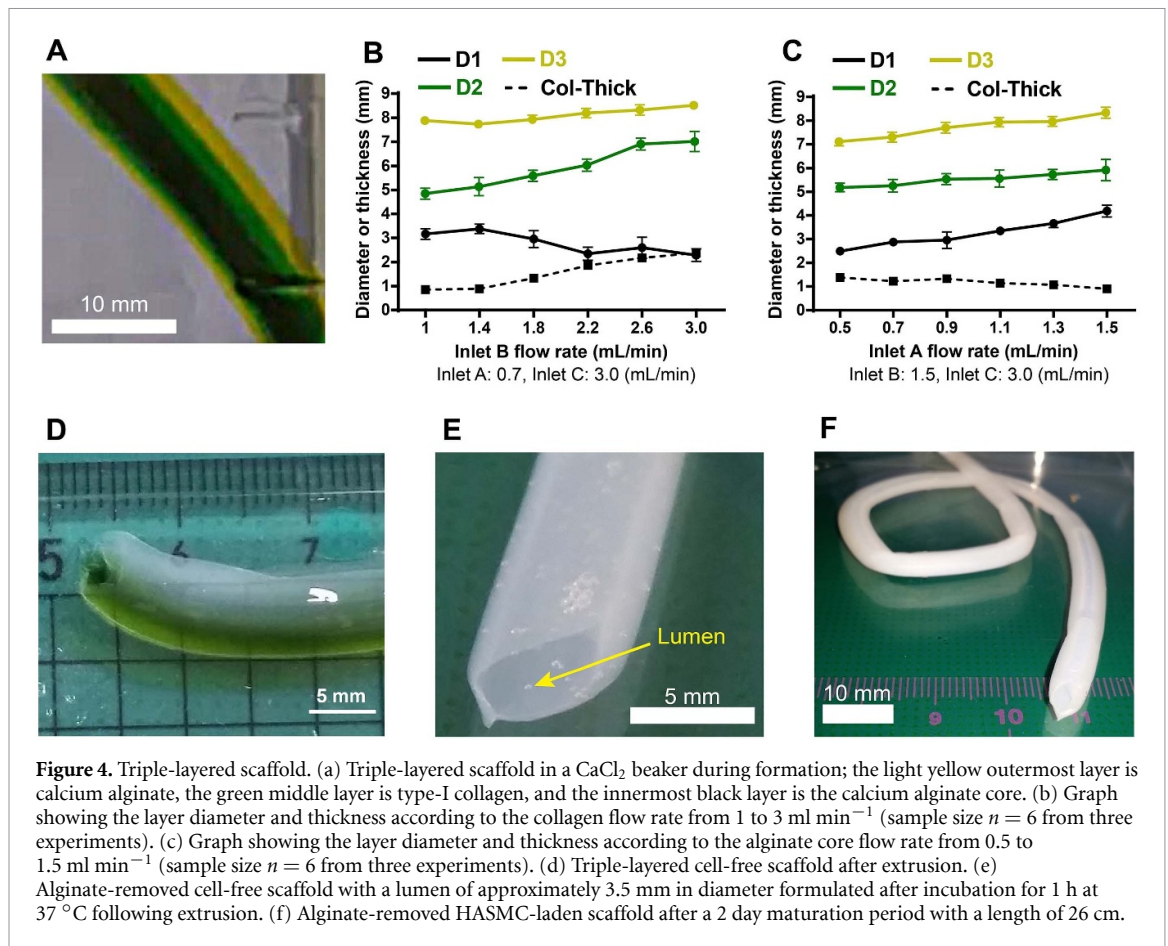 A
B
D1
D3
D2
Col-Thick
Diameter or thickness (mm)
9
8
7
6
5
4
3
2
1
0
1 1.4 1.8 2.2 2.6 3.0
Inlet B flow rate (mL/min)
Inlet A: 0.7, Inlet C: 3.0 (mL/min)
C
D1
D3
D2
Col-Thick
Diameter or thickness (mm)
9
8
7
6
5
4
3
2
1
0
0.5 0.7 0.9 1.1 1.3 1.5
Inlet A flow rate (mL/min)
Inlet B: 1.5, Inlet C: 3.0 (mL/min)
10 mm
D
5 6 7
5 mm
E
Lumen
5 mm
F
10 mm
9 10 11
Figure 4. Triple-layered scaffold. (a) Triple-layered scaffold in a CaCl₂ beaker during formation; the light yellow outermost layer is
calcium alginate, the green middle layer is type-I collagen, and the innermost black layer is the calcium alginate core. (b) Graph
showing the layer diameter and thickness according to the collagen flow rate from 1 to 3 ml min⁻¹ (sample size n = 6 from three
experiments). (c) Graph showing the layer diameter and thickness according to the alginate core flow rate from 0.5 to
1.5 ml min⁻¹ (sample size n = 6 from three experiments). (d) Triple-layered cell-free scaffold after extrusion. (e)
Alginate-removed cell-free scaffold with a lumen of approximately 3.5 mm in diameter formulated after incubation for 1 h at
37 °C following extrusion. (f) Alginate-removed HASMC-laden scaffold after a 2 day maturation period with a length of 26 cm.